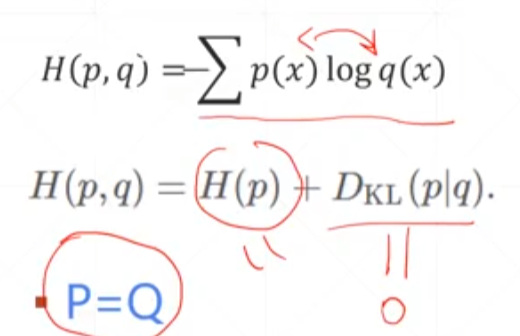 H(p, q) = −∑ p(x) log q(x)
H(p, q) = H(p) + D_KL(p|q).
P=Q
0